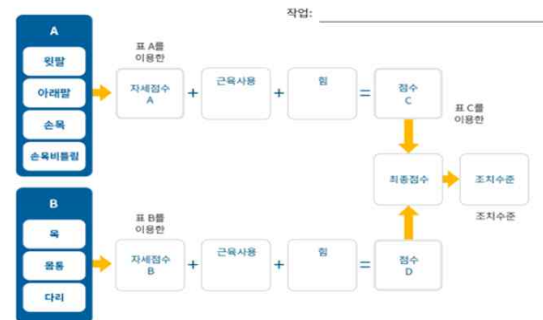 작업:
A
윗팔
아래팔
손목
손목비틀림
표 A를
이용한
자세점수
A
+
근육사용
+
힘
=
점수
C
표 C를
이용한
최종점수
조치수준
조치수준
B
목
몸통
다리
표 B를
이용한
자세점수
B
+
근육사용
+
힘
=
점수
D